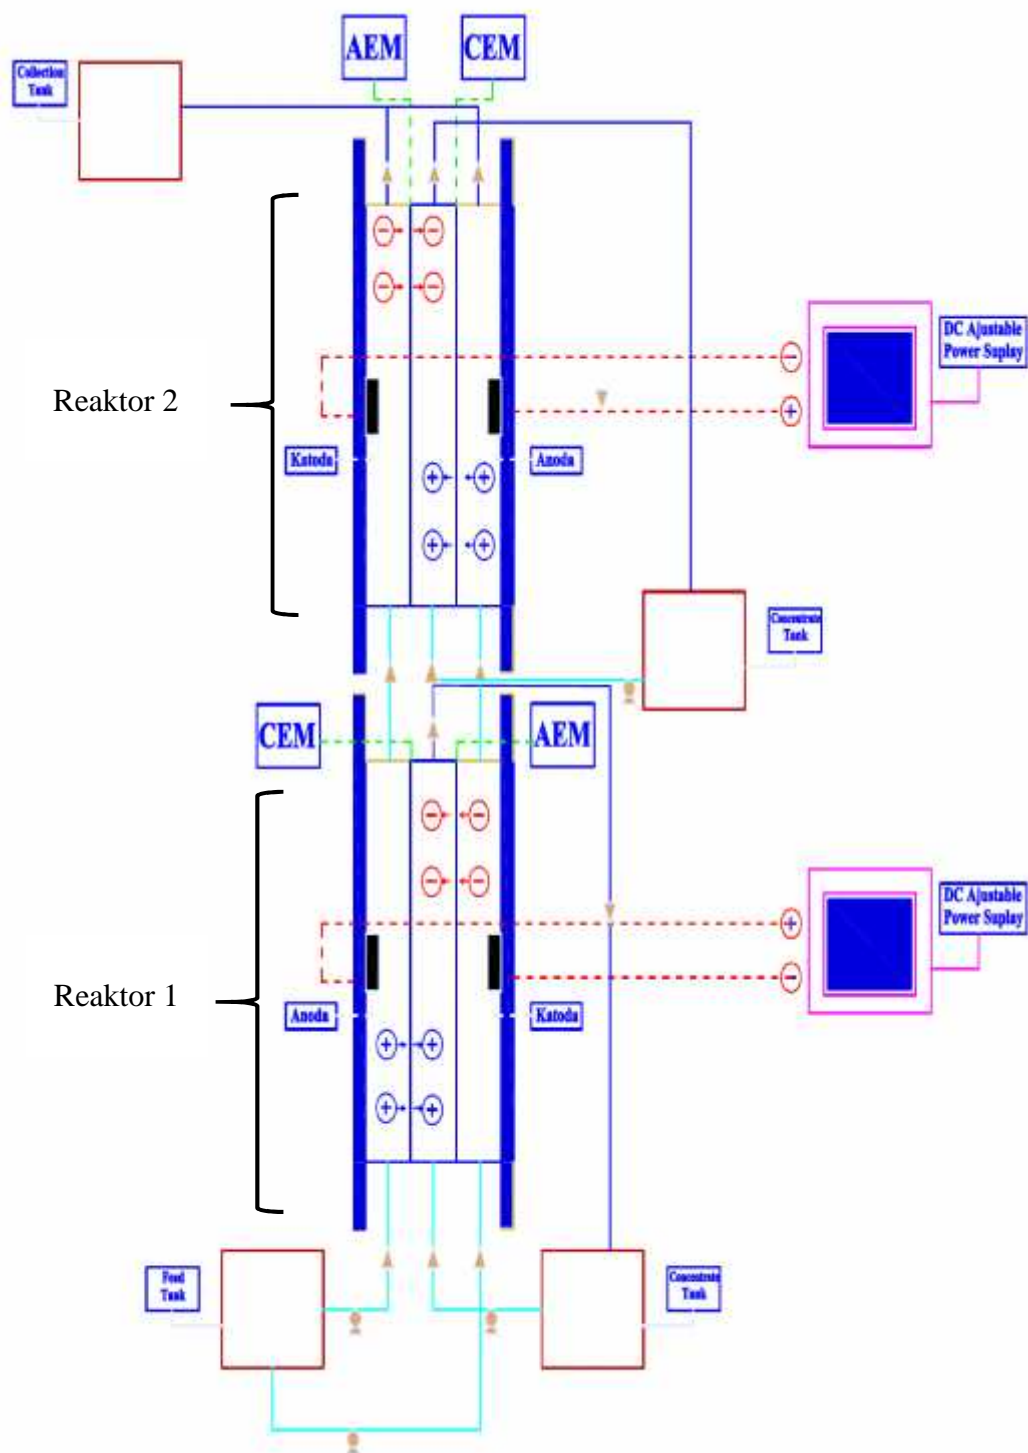 AEM
CEM
Collection
Tank
Reaktor 2
DC Ajustable
Power Suplay
Katoda
Anoda
Concentrate
Tank
CEM
AEM
Reaktor 1
DC Ajustable
Power Suplay
Anoda
Katoda
Feed
Tank
Concentrate
Tank